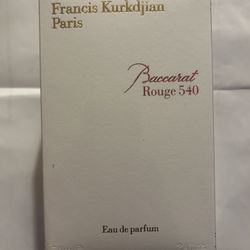 Francis Kurkdjian
Paris
Baccarat
Rouge 540
Eau de parfum